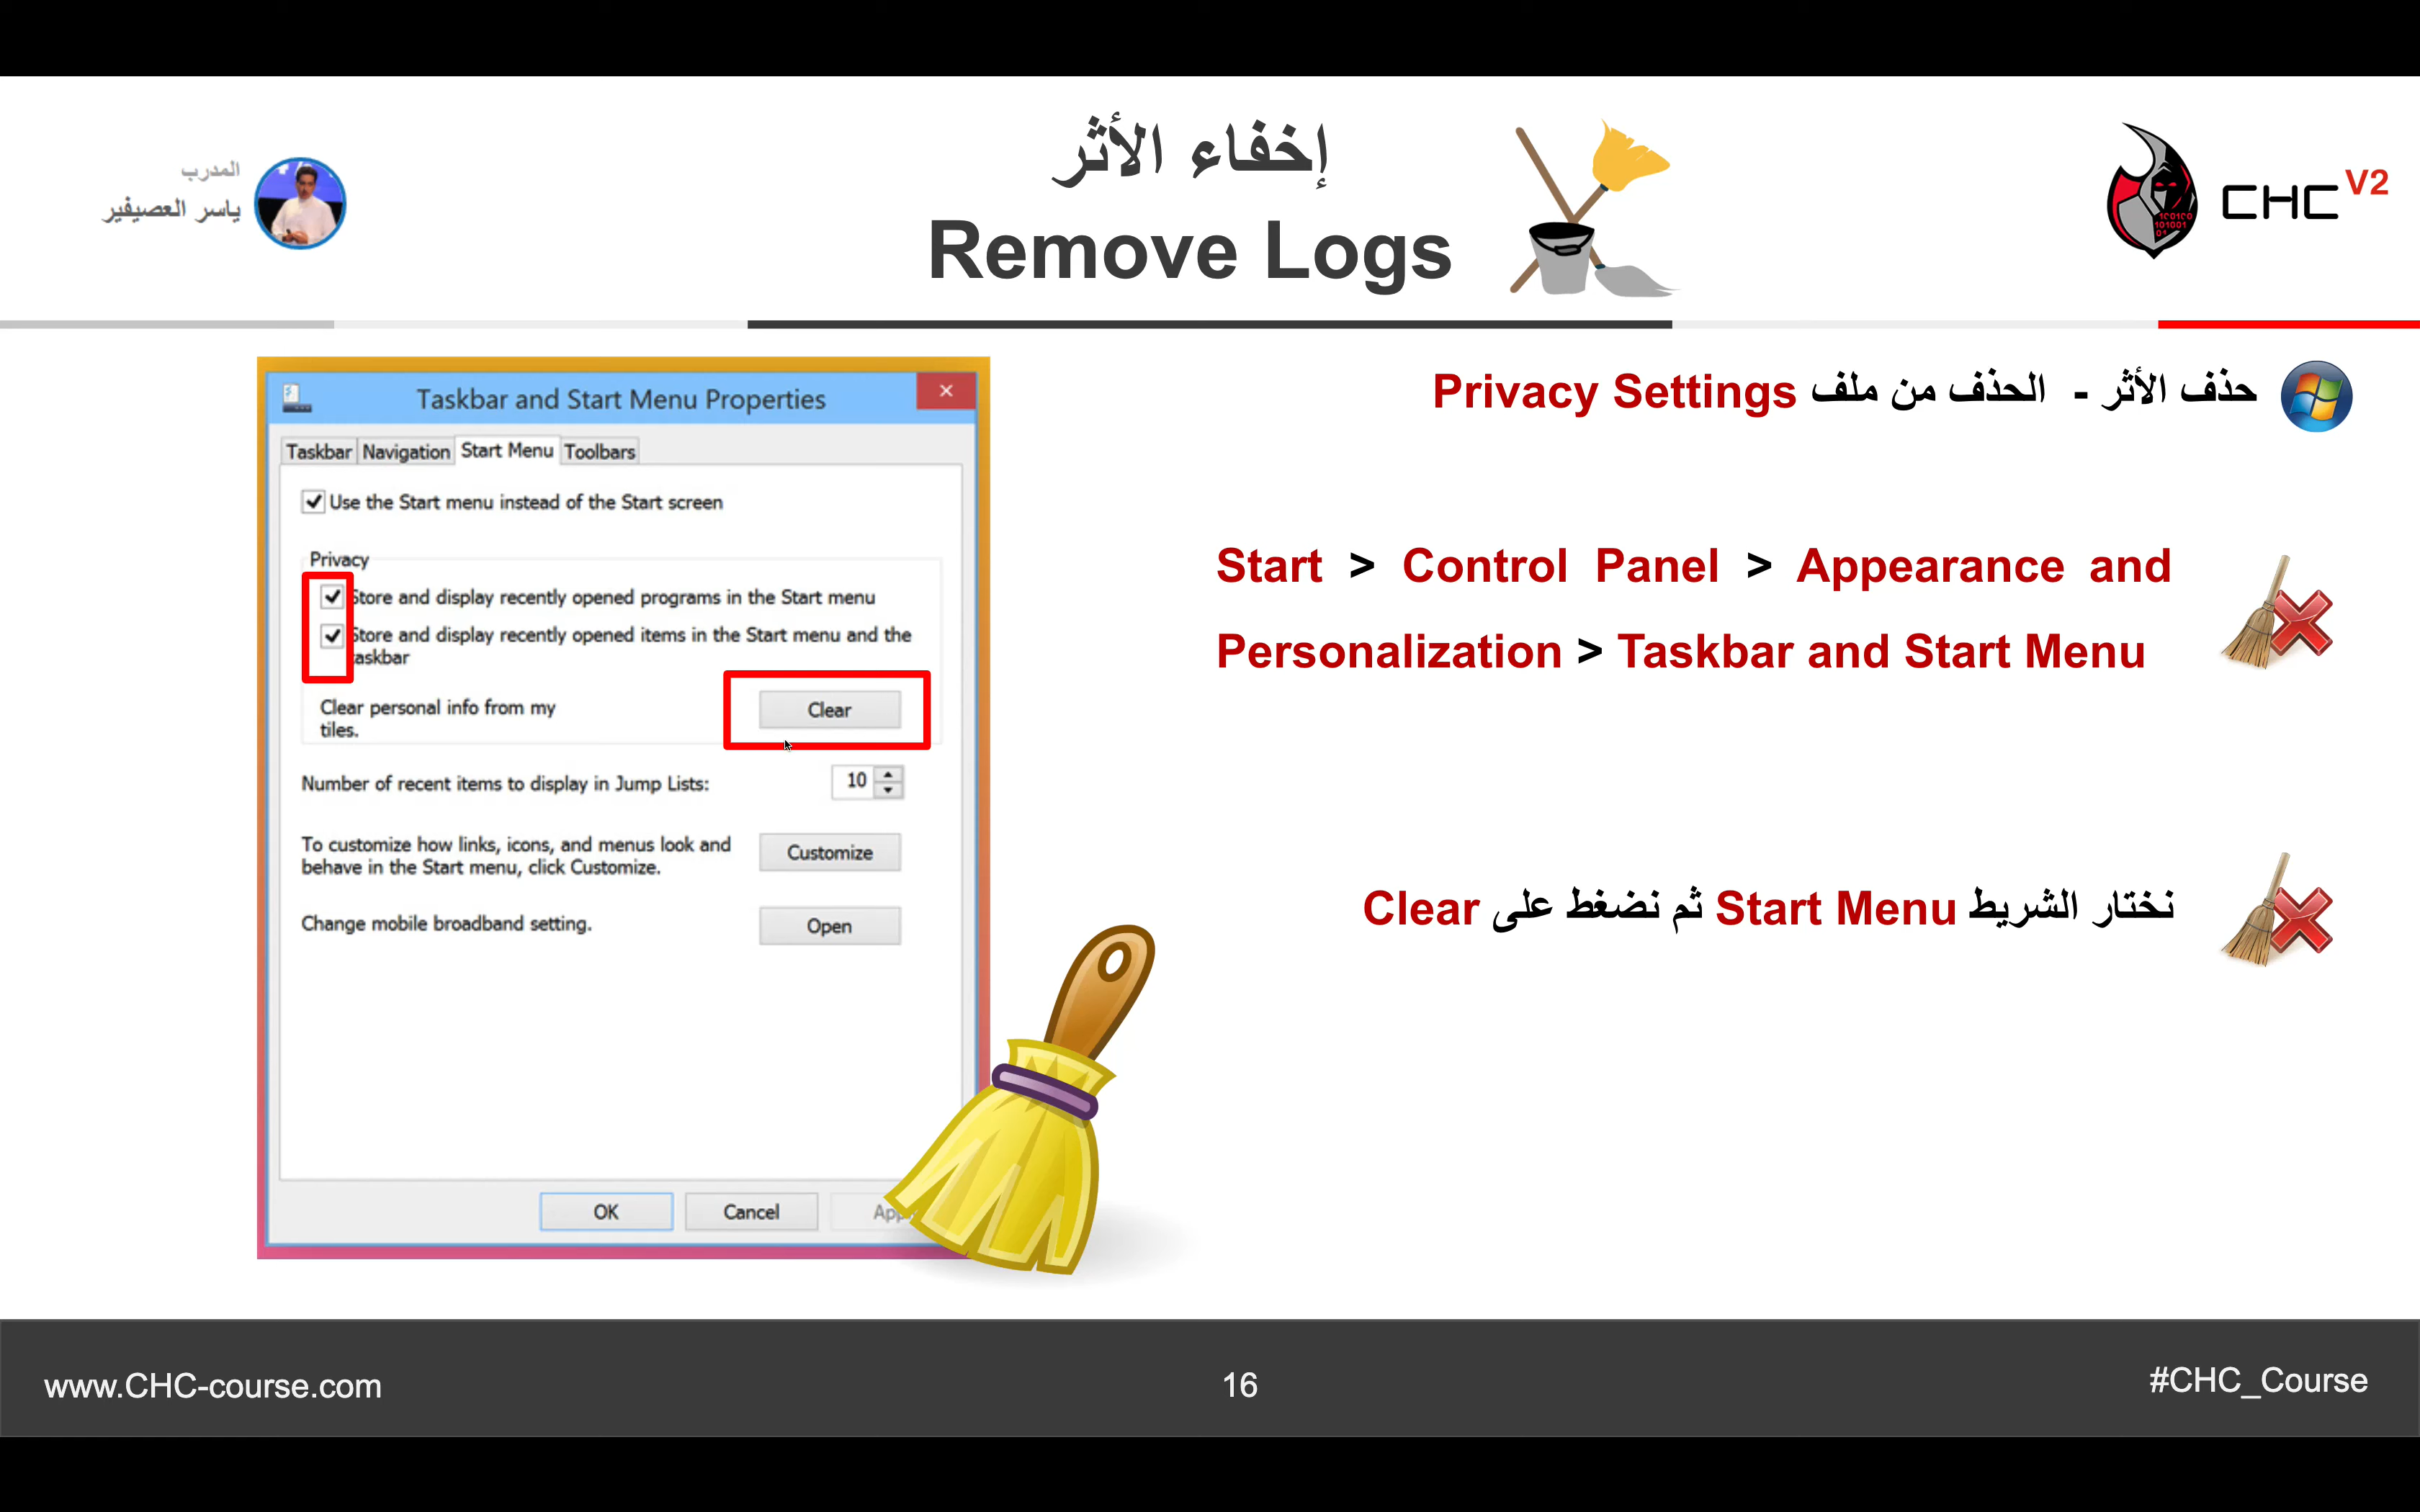 المدرب
ياسر العصيفير
إخفاء الأثر
Remove Logs
CHC V2
100100
101001
01
حذف الأثر - الحذف من ملف Privacy Settings
Start > Control Panel > Appearance and
Personalization > Taskbar and Start Menu
نختار الشريط Start Menu ثم نضغط على Clear
Taskbar and Start Menu Properties
Taskbar Navigation Start Menu Toolbars
Use the Start menu instead of the Start screen
Privacy
Store and display recently opened programs in the Start menu
Store and display recently opened items in the Start menu and the
taskbar
Clear personal info from my
tiles.
Clear
Number of recent items to display in Jump Lists:
10
To customize how links, icons, and menus look and
behave in the Start menu, click Customize.
Customize
Change mobile broadband setting.
Open
OK
Cancel
App
www.CHC-course.com
16
#CHC_Course